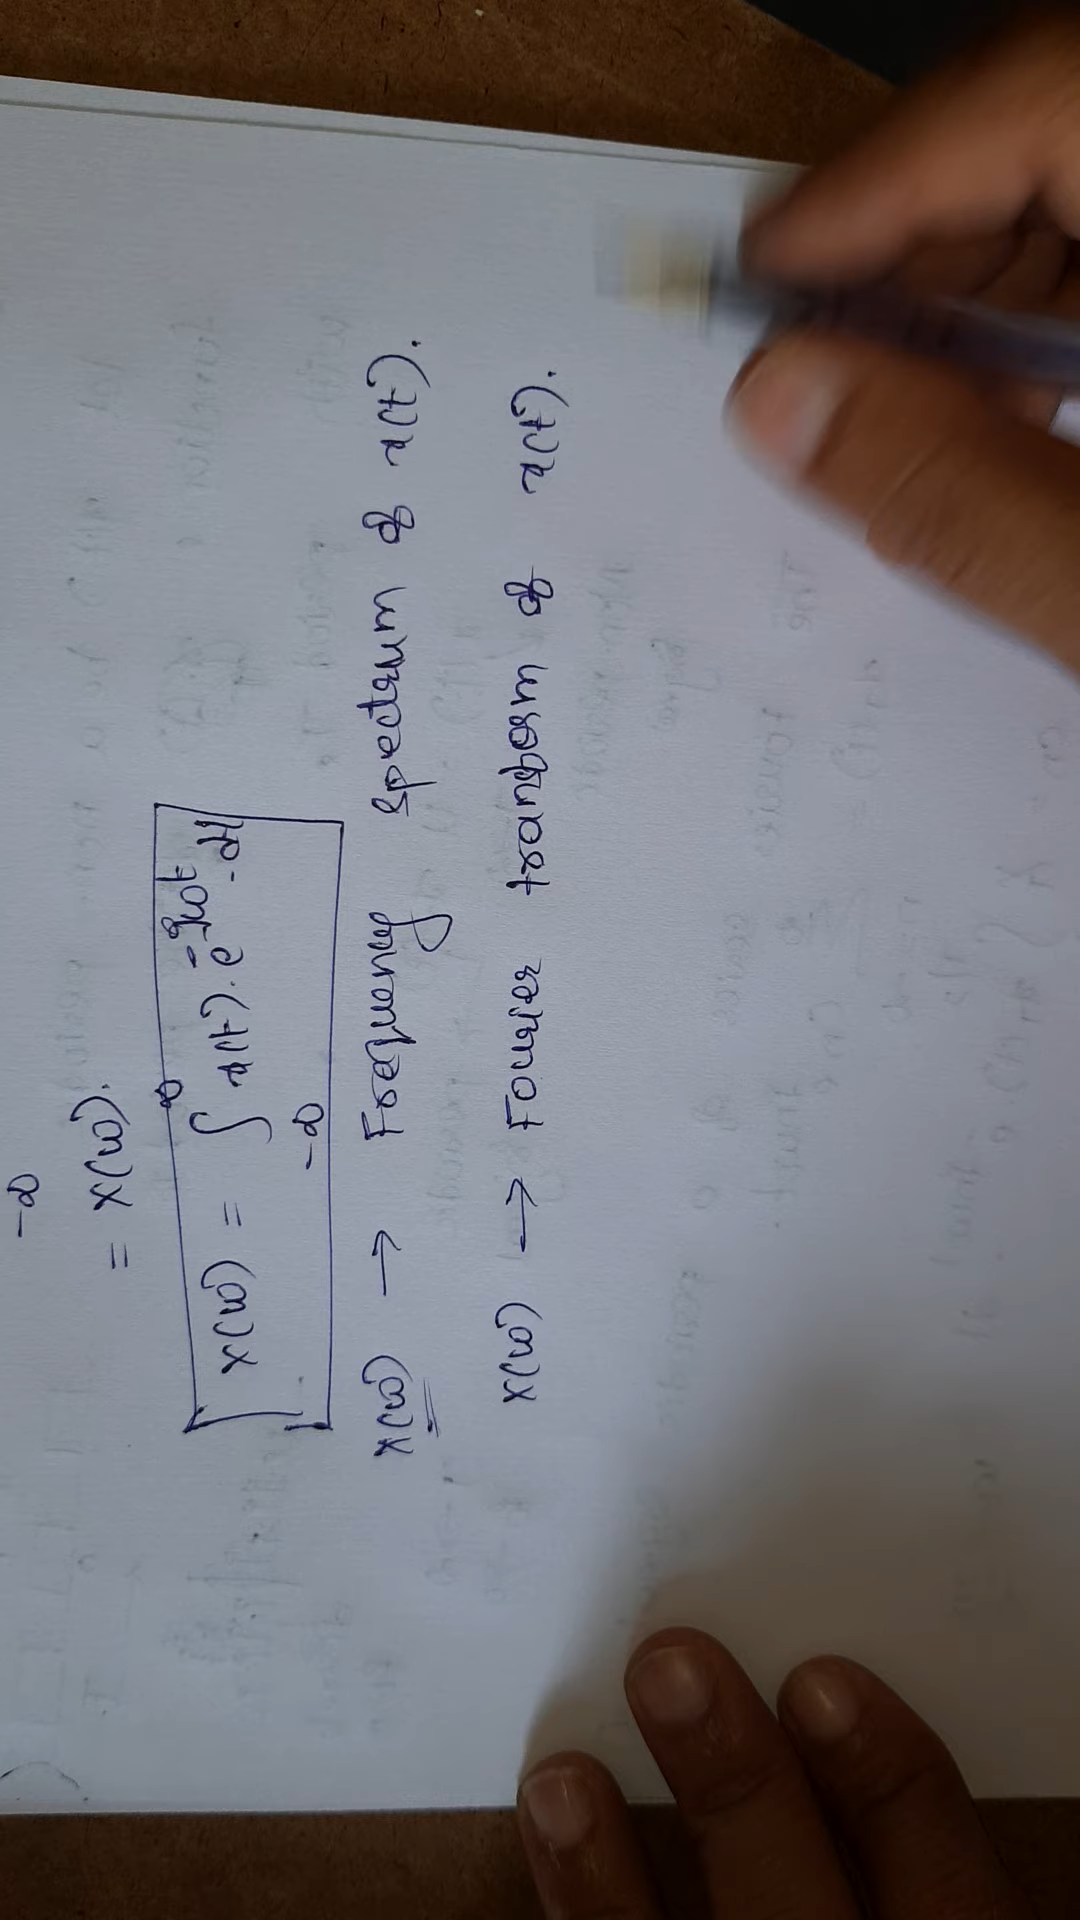 -∞
= X(ω).
X(ω) = ∫ x(t) . e^-jωt . dt
∞
-∞
X(ω) → Frequency spectrum of x(t).
X(ω) → Fourier transform of x(t).